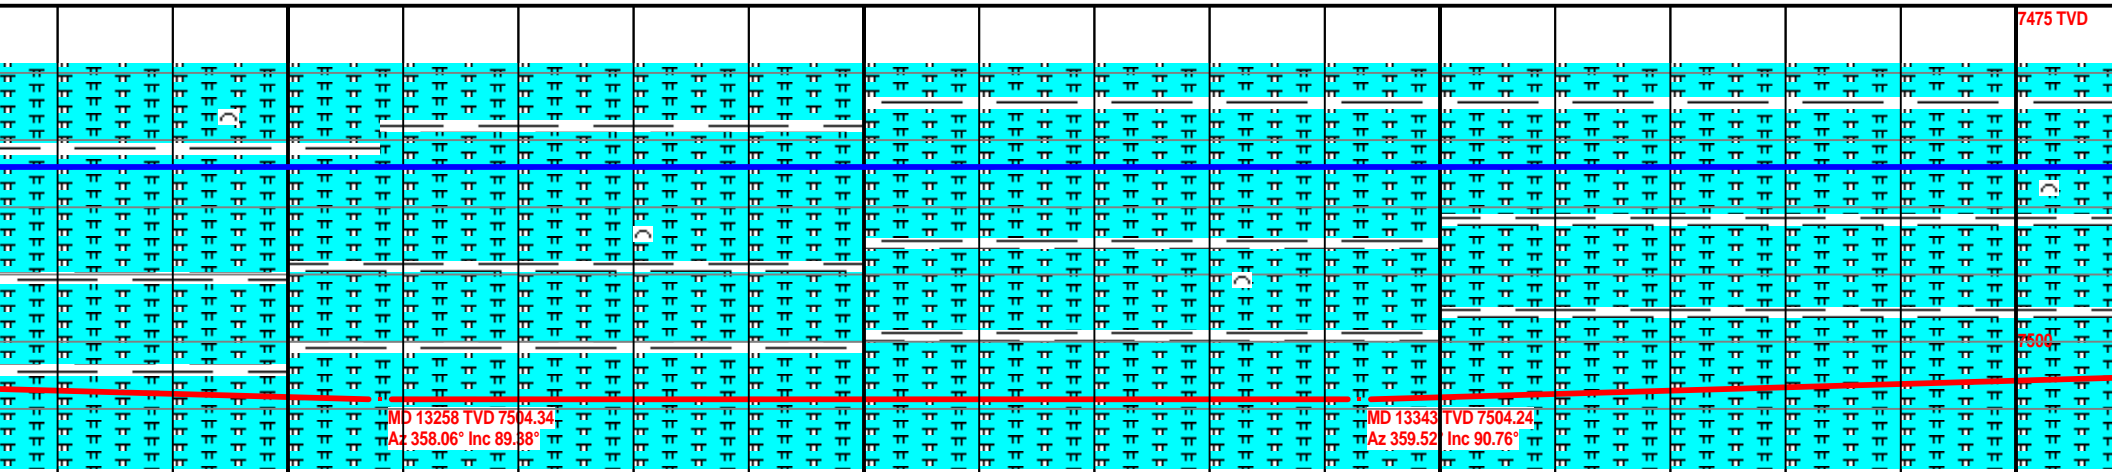 7475 TVD
7500
MD 13258 TVD 7504.34
Az 358.06° Inc 89.38°
MD 13343 TVD 7504.24
Az 359.52° Inc 90.76°